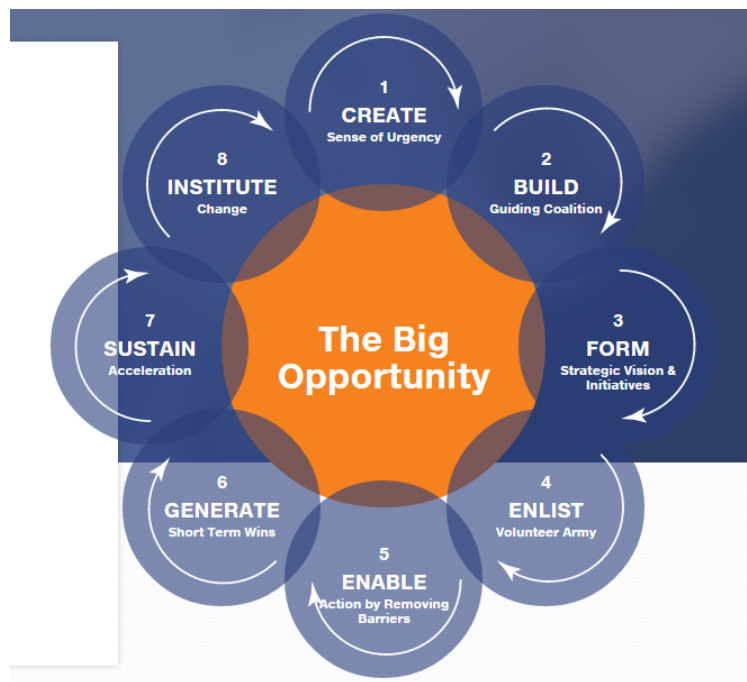 1
CREATE
Sense of Urgency
2
BUILD
Guiding Coalition
3
FORM
Strategic Vision &
Initiatives
4
ENLIST
Volunteer Army
5
ENABLE
Action by Removing
Barriers
6
GENERATE
Short Term Wins
7
SUSTAIN
Acceleration
8
INSTITUTE
Change
The Big
Opportunity